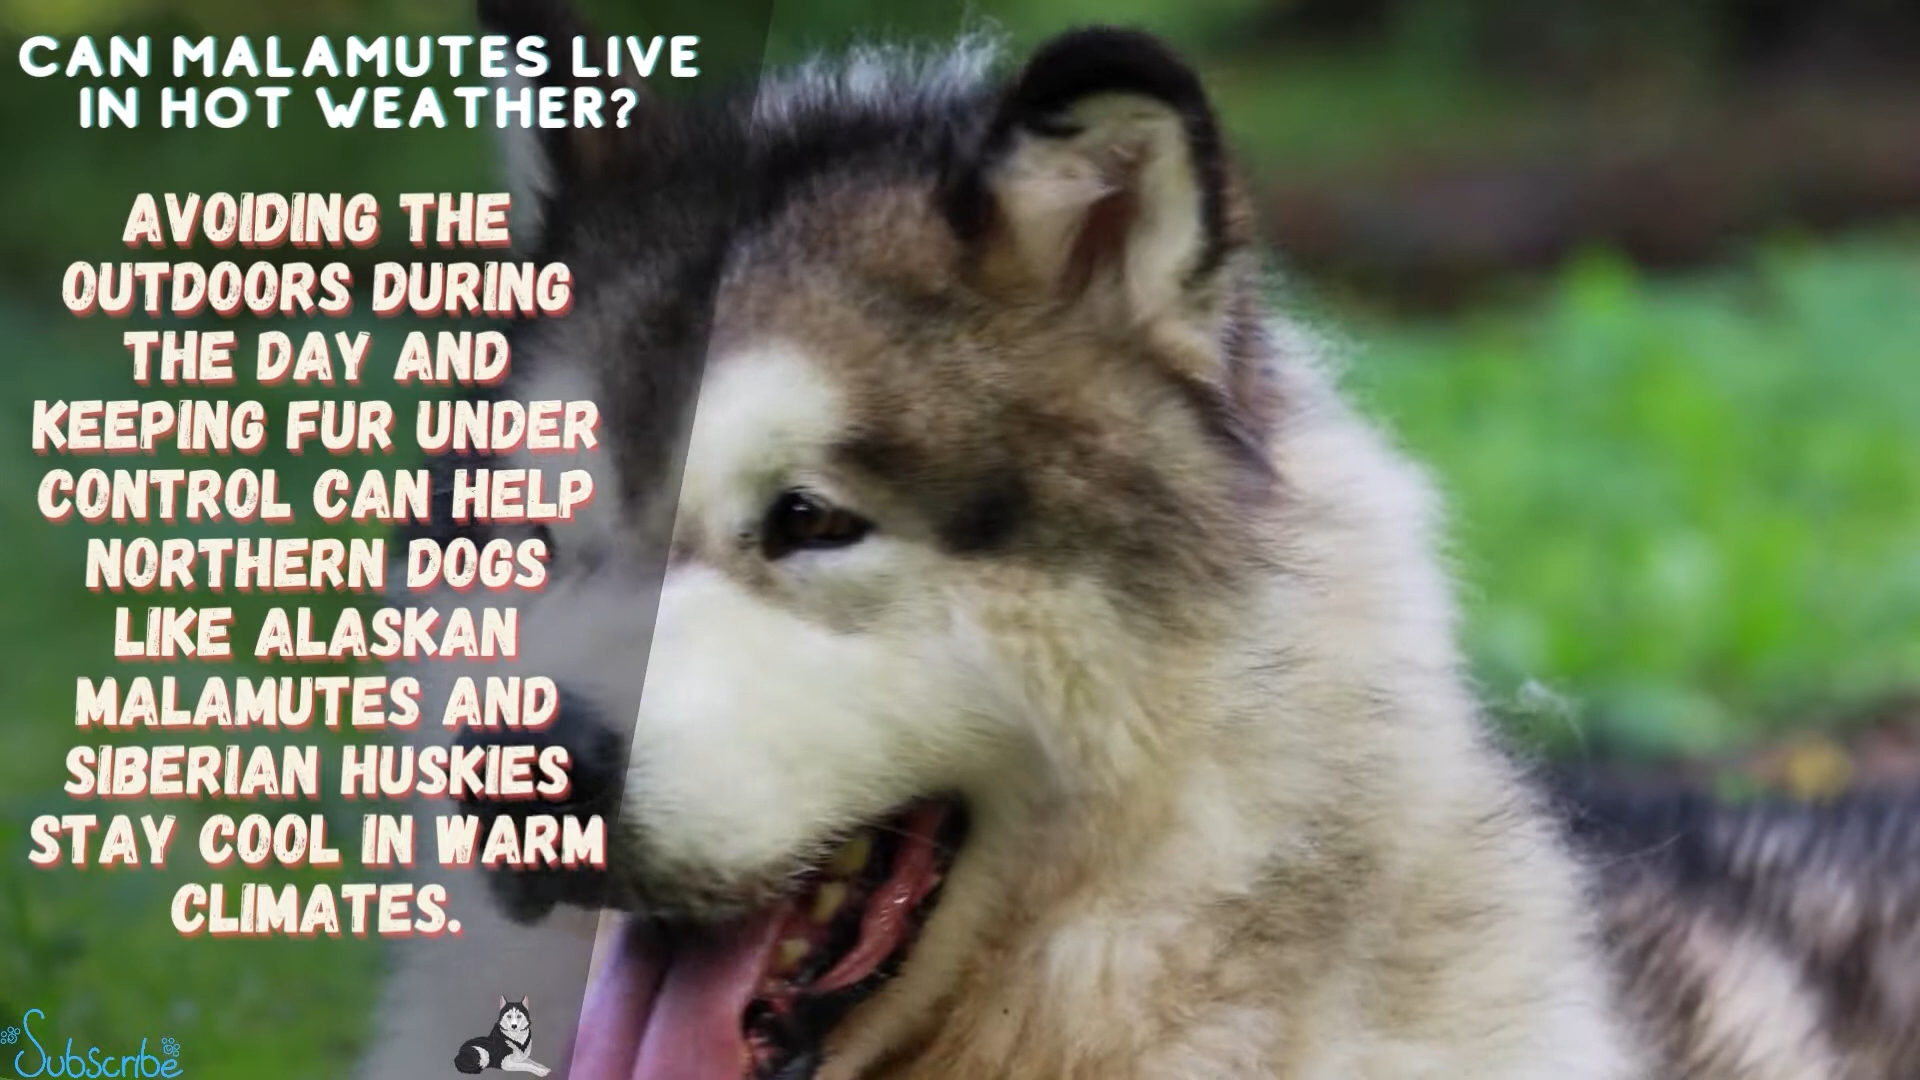 CAN MALAMUTES LIVE
IN HOT WEATHER?
AVOIDING THE
OUTDOORS DURING
THE DAY AND
KEEPING FUR UNDER
CONTROL CAN HELP
NORTHERN DOGS
LIKE ALASKAN
MALAMUTES AND
SIBERIAN HUSKIES
STAY COOL IN WARM
CLIMATES.
Subscribe